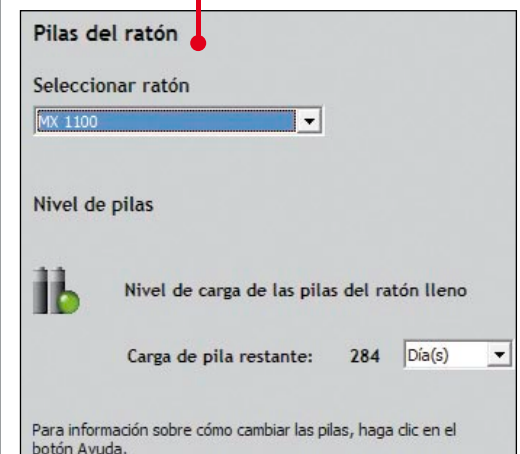 Pilas del ratón
Seleccionar ratón
MX 1100
Nivel de pilas
Nivel de carga de las pilas del ratón lleno
Carga de pila restante: 284 Día(s)
Para información sobre cómo cambiar las pilas, haga clic en el
botón Ayuda.